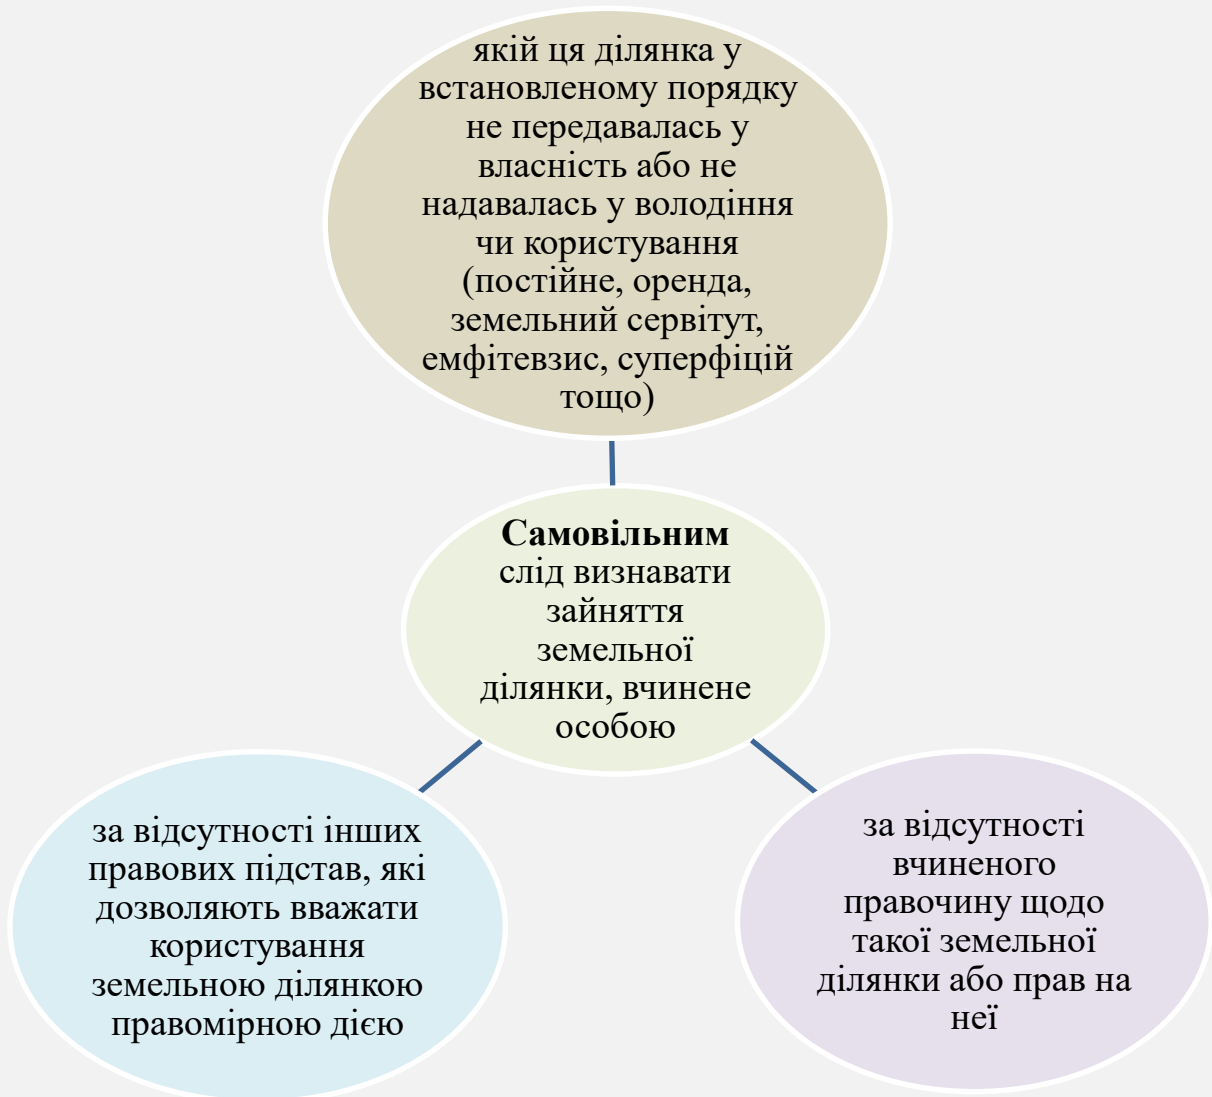 якій ця ділянка у
встановленому порядку
не передавалась у
власність або не
надавалась у володіння
чи користування
(постійне, оренда,
земельний сервітут,
емфітевзис, суперфіцій
тощо)
Самовільним
слід визнавати
зайняття
земельної
ділянки, вчинене
особою
за відсутності інших
правових підстав, які
дозволяють вважати
користування
земельною ділянкою
правомірною дією
за відсутності
вчиненого
правочину щодо
такої земельної
ділянки або прав на
неї